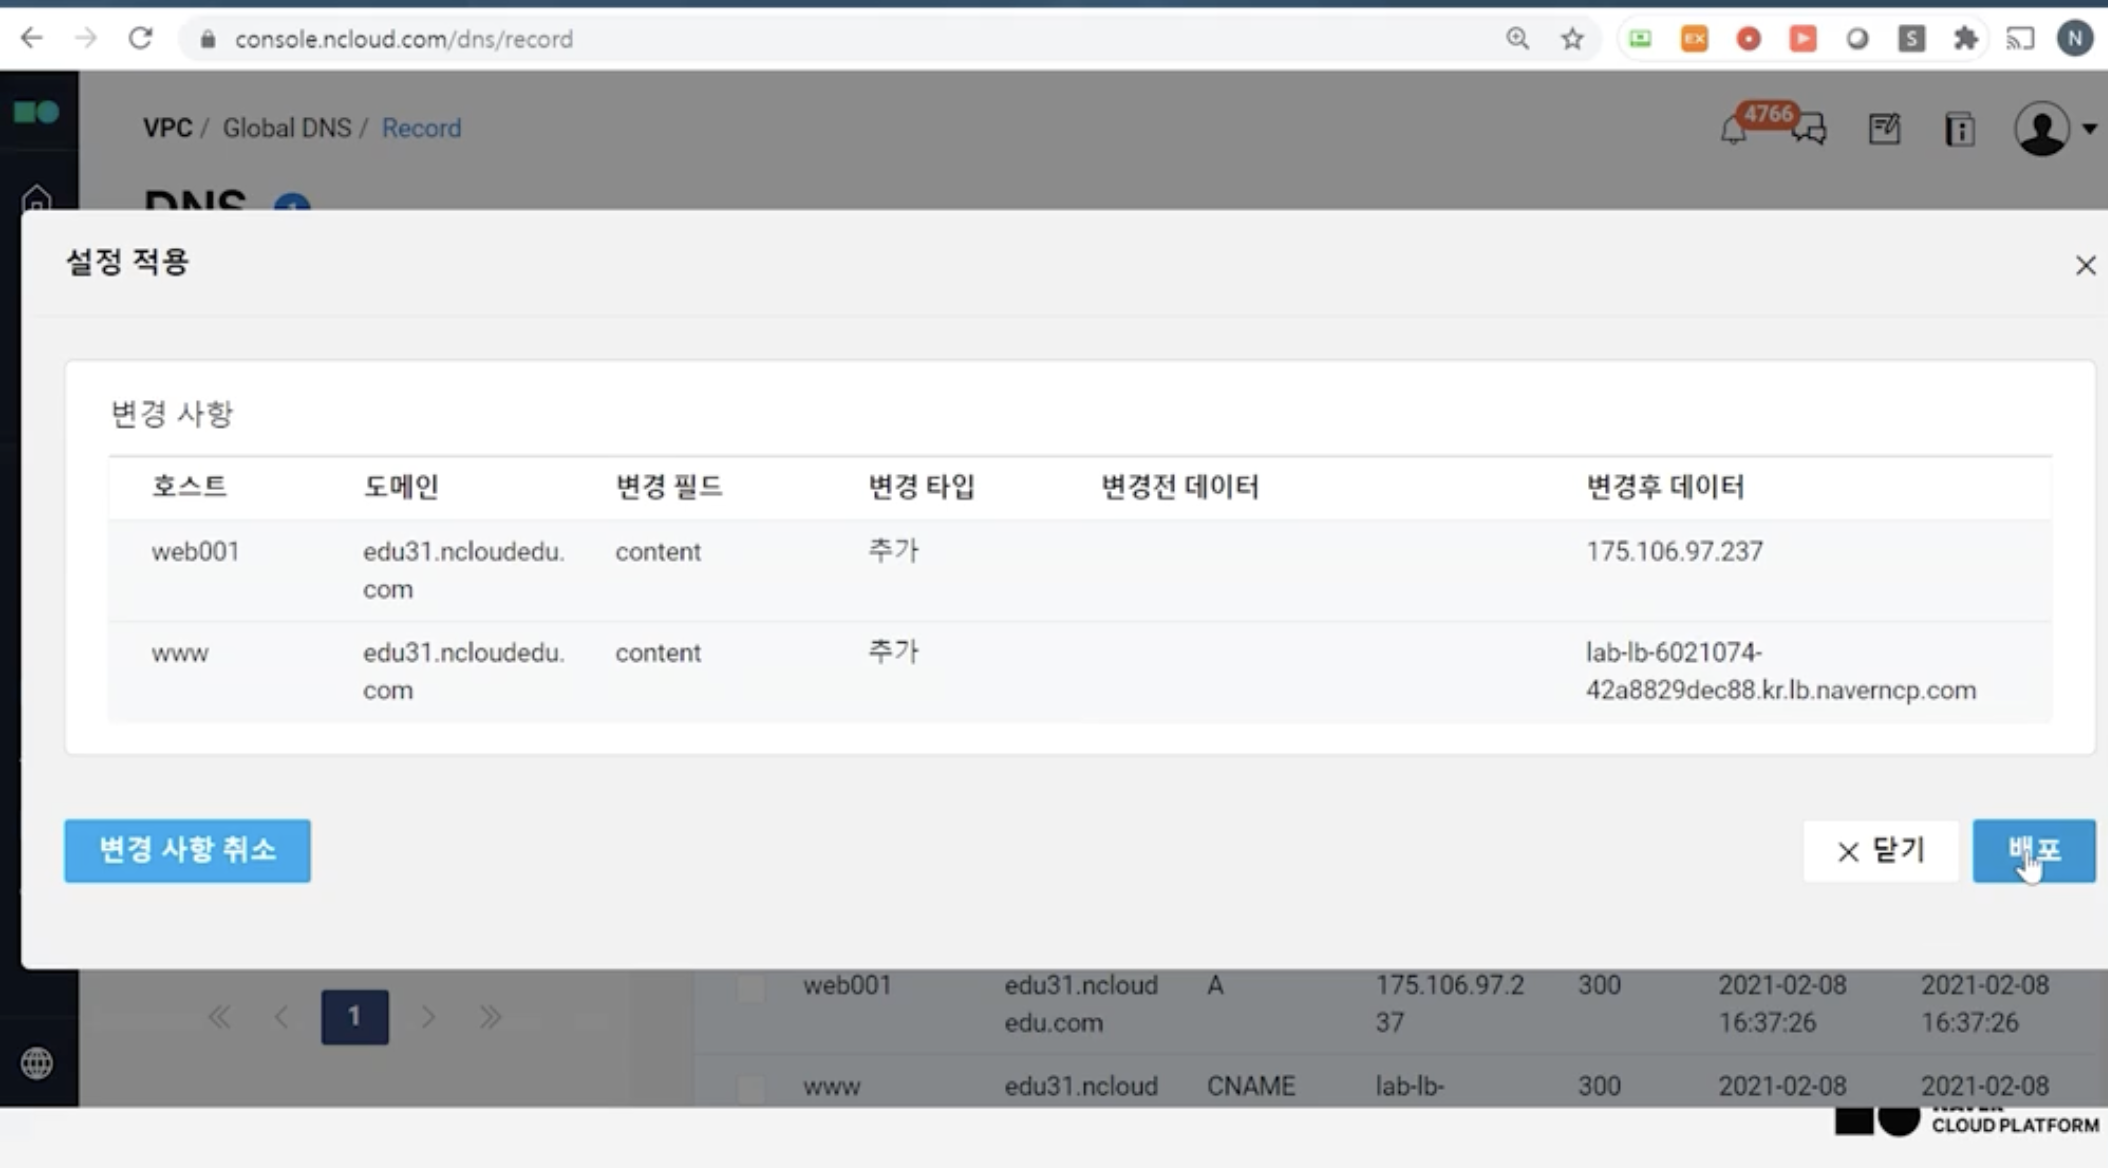 console.ncloud.com/dns/record
EX
S
N
VPC / Global DNS / Record
4766
DNS
설정 적용
변경 사항
호스트 도메인 변경 필드 변경 타입 변경전 데이터 변경후 데이터
web001 edu31.ncloudedu. content 추가 175.106.97.237
com
www edu31.ncloudedu. content 추가 lab-lb-6021074-
com 42a8829dec88.kr.lb.naverncp.com
변경 사항 취소
닫기
배포
web001 edu31.ncloud A 175.106.97.2 300 2021-02-08 2021-02-08
1 edu.com 37 16:37:26 16:37:26
www edu31.ncloud CNAME lab-lb- 300 2021-02-08 2021-02-08
NAVER
CLOUD PLATFORM